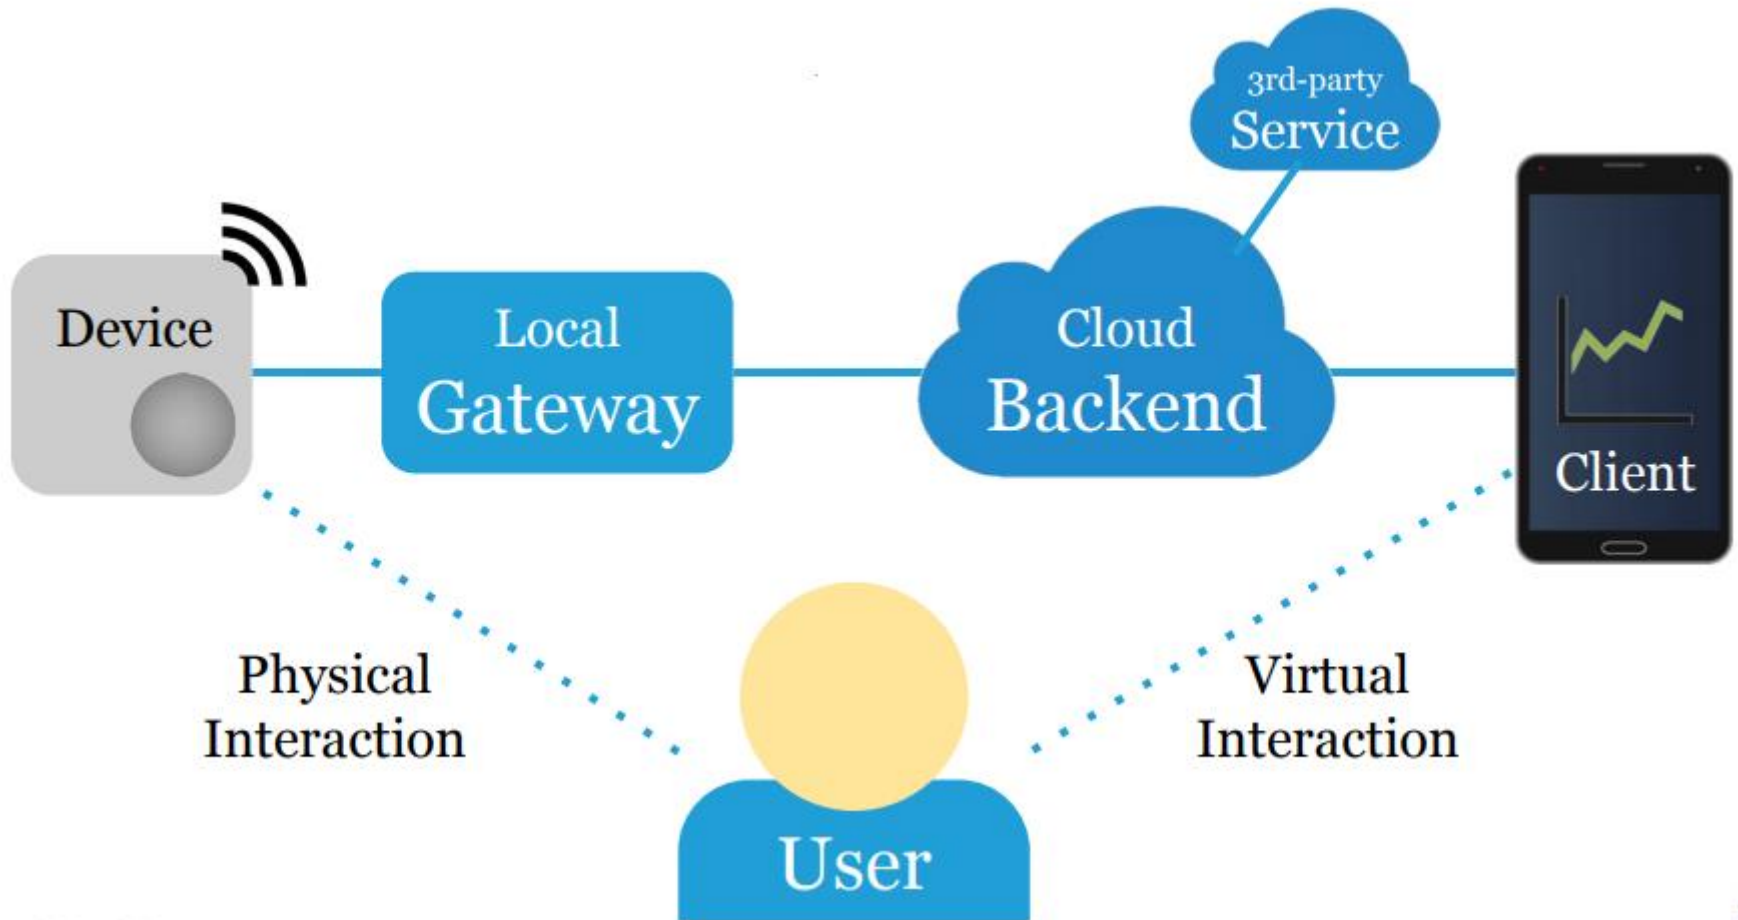 3rd-party
Service
Device
Local
Gateway
Cloud
Backend
Client
Physical
Interaction
Virtual
Interaction
User